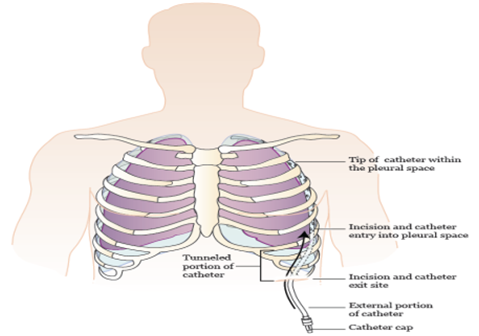 Tip of catheter within
the pleural space
Incision and catheter
entry into pleural space
Tunneled
portion of
catheter
Incision and catheter
exit site
External portion
of catheter
Catheter cap